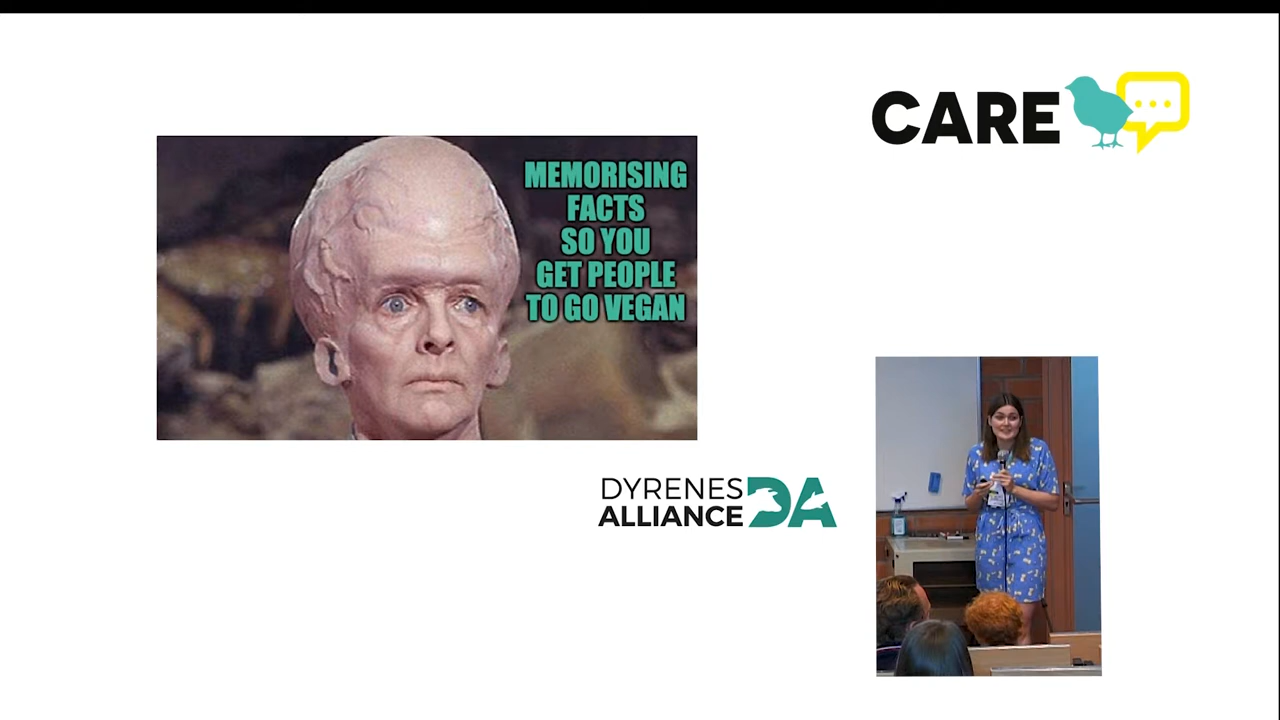 CARE
MEMORISING
FACTS
SO YOU
GET PEOPLE
TO GO VEGAN
DYRENES
ALLIANCE
DA